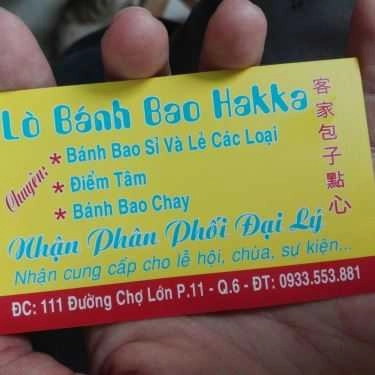 Lò Bánh Bao Hakka
客家包子點心
Chuyên:
* Bánh Bao Sỉ Và Lẻ Các Loại
* Điểm Tâm
* Bánh Bao Chay
Nhận Phân Phối Đại Lý
Nhận cung cấp cho lễ hội, chùa, sự kiện...
ĐC: 111 Đường Chợ Lớn P.11 - Q.6 - ĐT: 0933.553.881